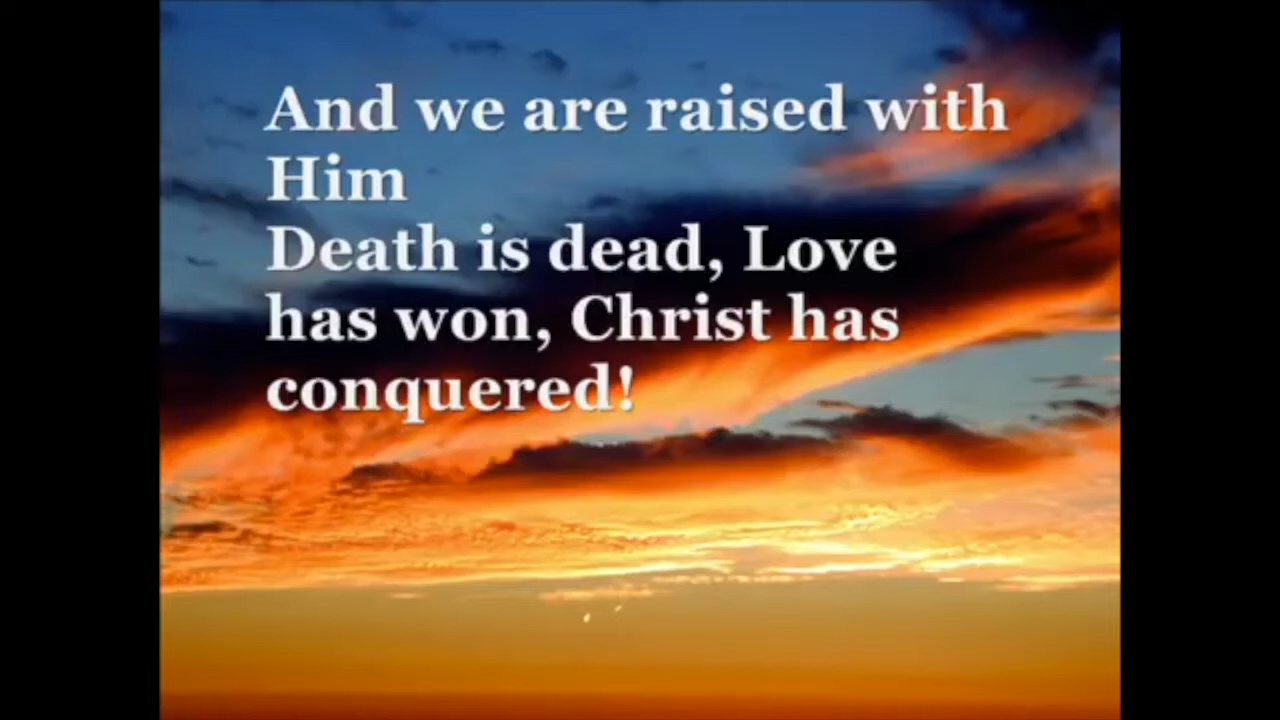 And we are raised with
Him
Death is dead, Love
has won, Christ has
conquered!